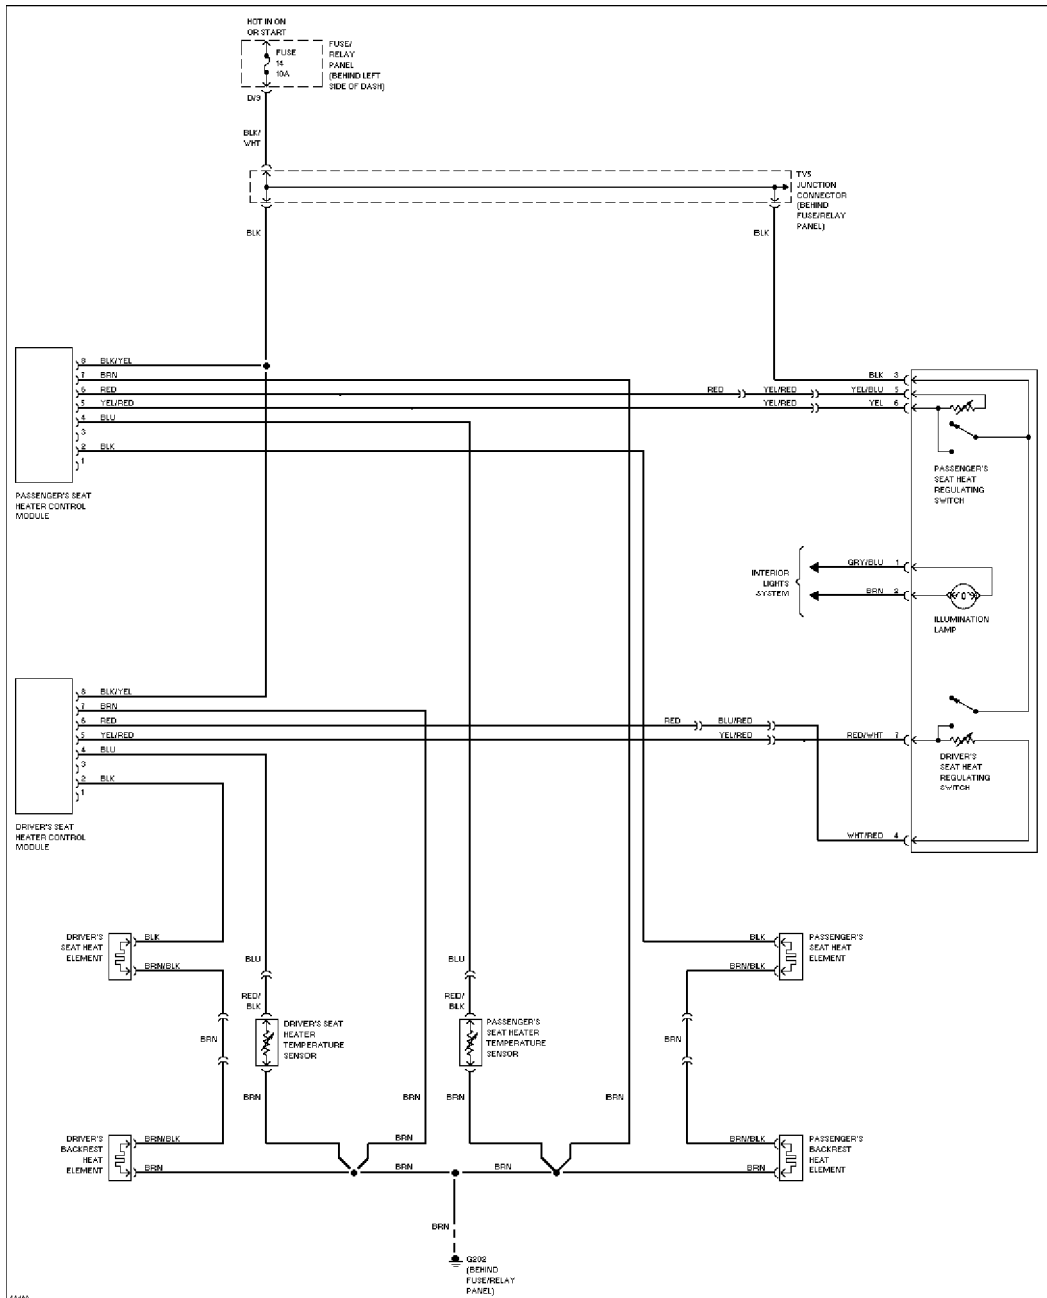 HOT IN ON
OR START
FUSE
14
10A
FUSE/
RELAY
PANEL
(BEHIND LEFT
SIDE OF DASH)
D/9
BLK/
WHT
TV5
JUNCTION
CONNECTOR
(BEHIND
FUSE/RELAY
PANEL)
BLK
BLK
8 BLK/YEL
7 BRN
6 RED
5 YEL/RED
4 BLU
3
2 BLK
1
PASSENGER'S SEAT
HEATER CONTROL
MODULE
BLK 3
RED YEL/RED YEL/BLU 5
YEL/RED YEL 6
PASSENGER'S
SEAT HEAT
REGULATING
SWITCH
INTERIOR
LIGHTS
SYSTEM
GRY/BLU 1
BRN 2
ILLUMINATION
LAMP
8 BLK/YEL
7 BRN
6 RED
5 YEL/RED
4 BLU
3
2 BLK
1
DRIVER'S SEAT
HEATER CONTROL
MODULE
RED BLU/RED
YEL/RED RED/WHT 7
DRIVER'S
SEAT HEAT
REGULATING
SWITCH
WHT/RED 4
DRIVER'S
SEAT HEAT
ELEMENT
BLK
BRN/BLK
BLU
BLU
BLK
BRN/BLK
PASSENGER'S
SEAT HEAT
ELEMENT
RED/
BLK
RED/
BLK
BRN
DRIVER'S SEAT
HEATER
TEMPERATURE
SENSOR
PASSENGER'S
SEAT HEATER
TEMPERATURE
SENSOR
BRN
BRN
BRN
BRN
BRN
DRIVER'S
BACKREST
HEAT
ELEMENT
BRN/BLK
BRN
BRN
BRN
BRN
BRN/BLK
BRN
PASSENGER'S
BACKREST
HEAT
ELEMENT
BRN
G202
(BEHIND
FUSE/RELAY
PANEL)